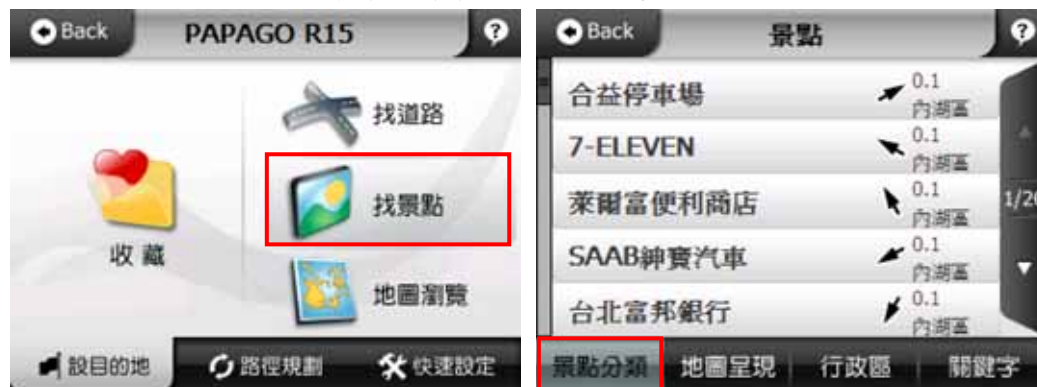 Back
PAPAGO R15
?
找道路
找景點
收藏
地圖瀏覽
設目的地
路徑規劃
快速設定
Back
景點
?
合益停車場
0.1
內湖區
7-ELEVEN
0.1
內湖區
萊爾富便利商店
0.1
內湖區
1/20
SAAB紳寶汽車
0.1
內湖區
台北富邦銀行
0.1
內湖區
景點分類
地圖呈現
行政區
關鍵字